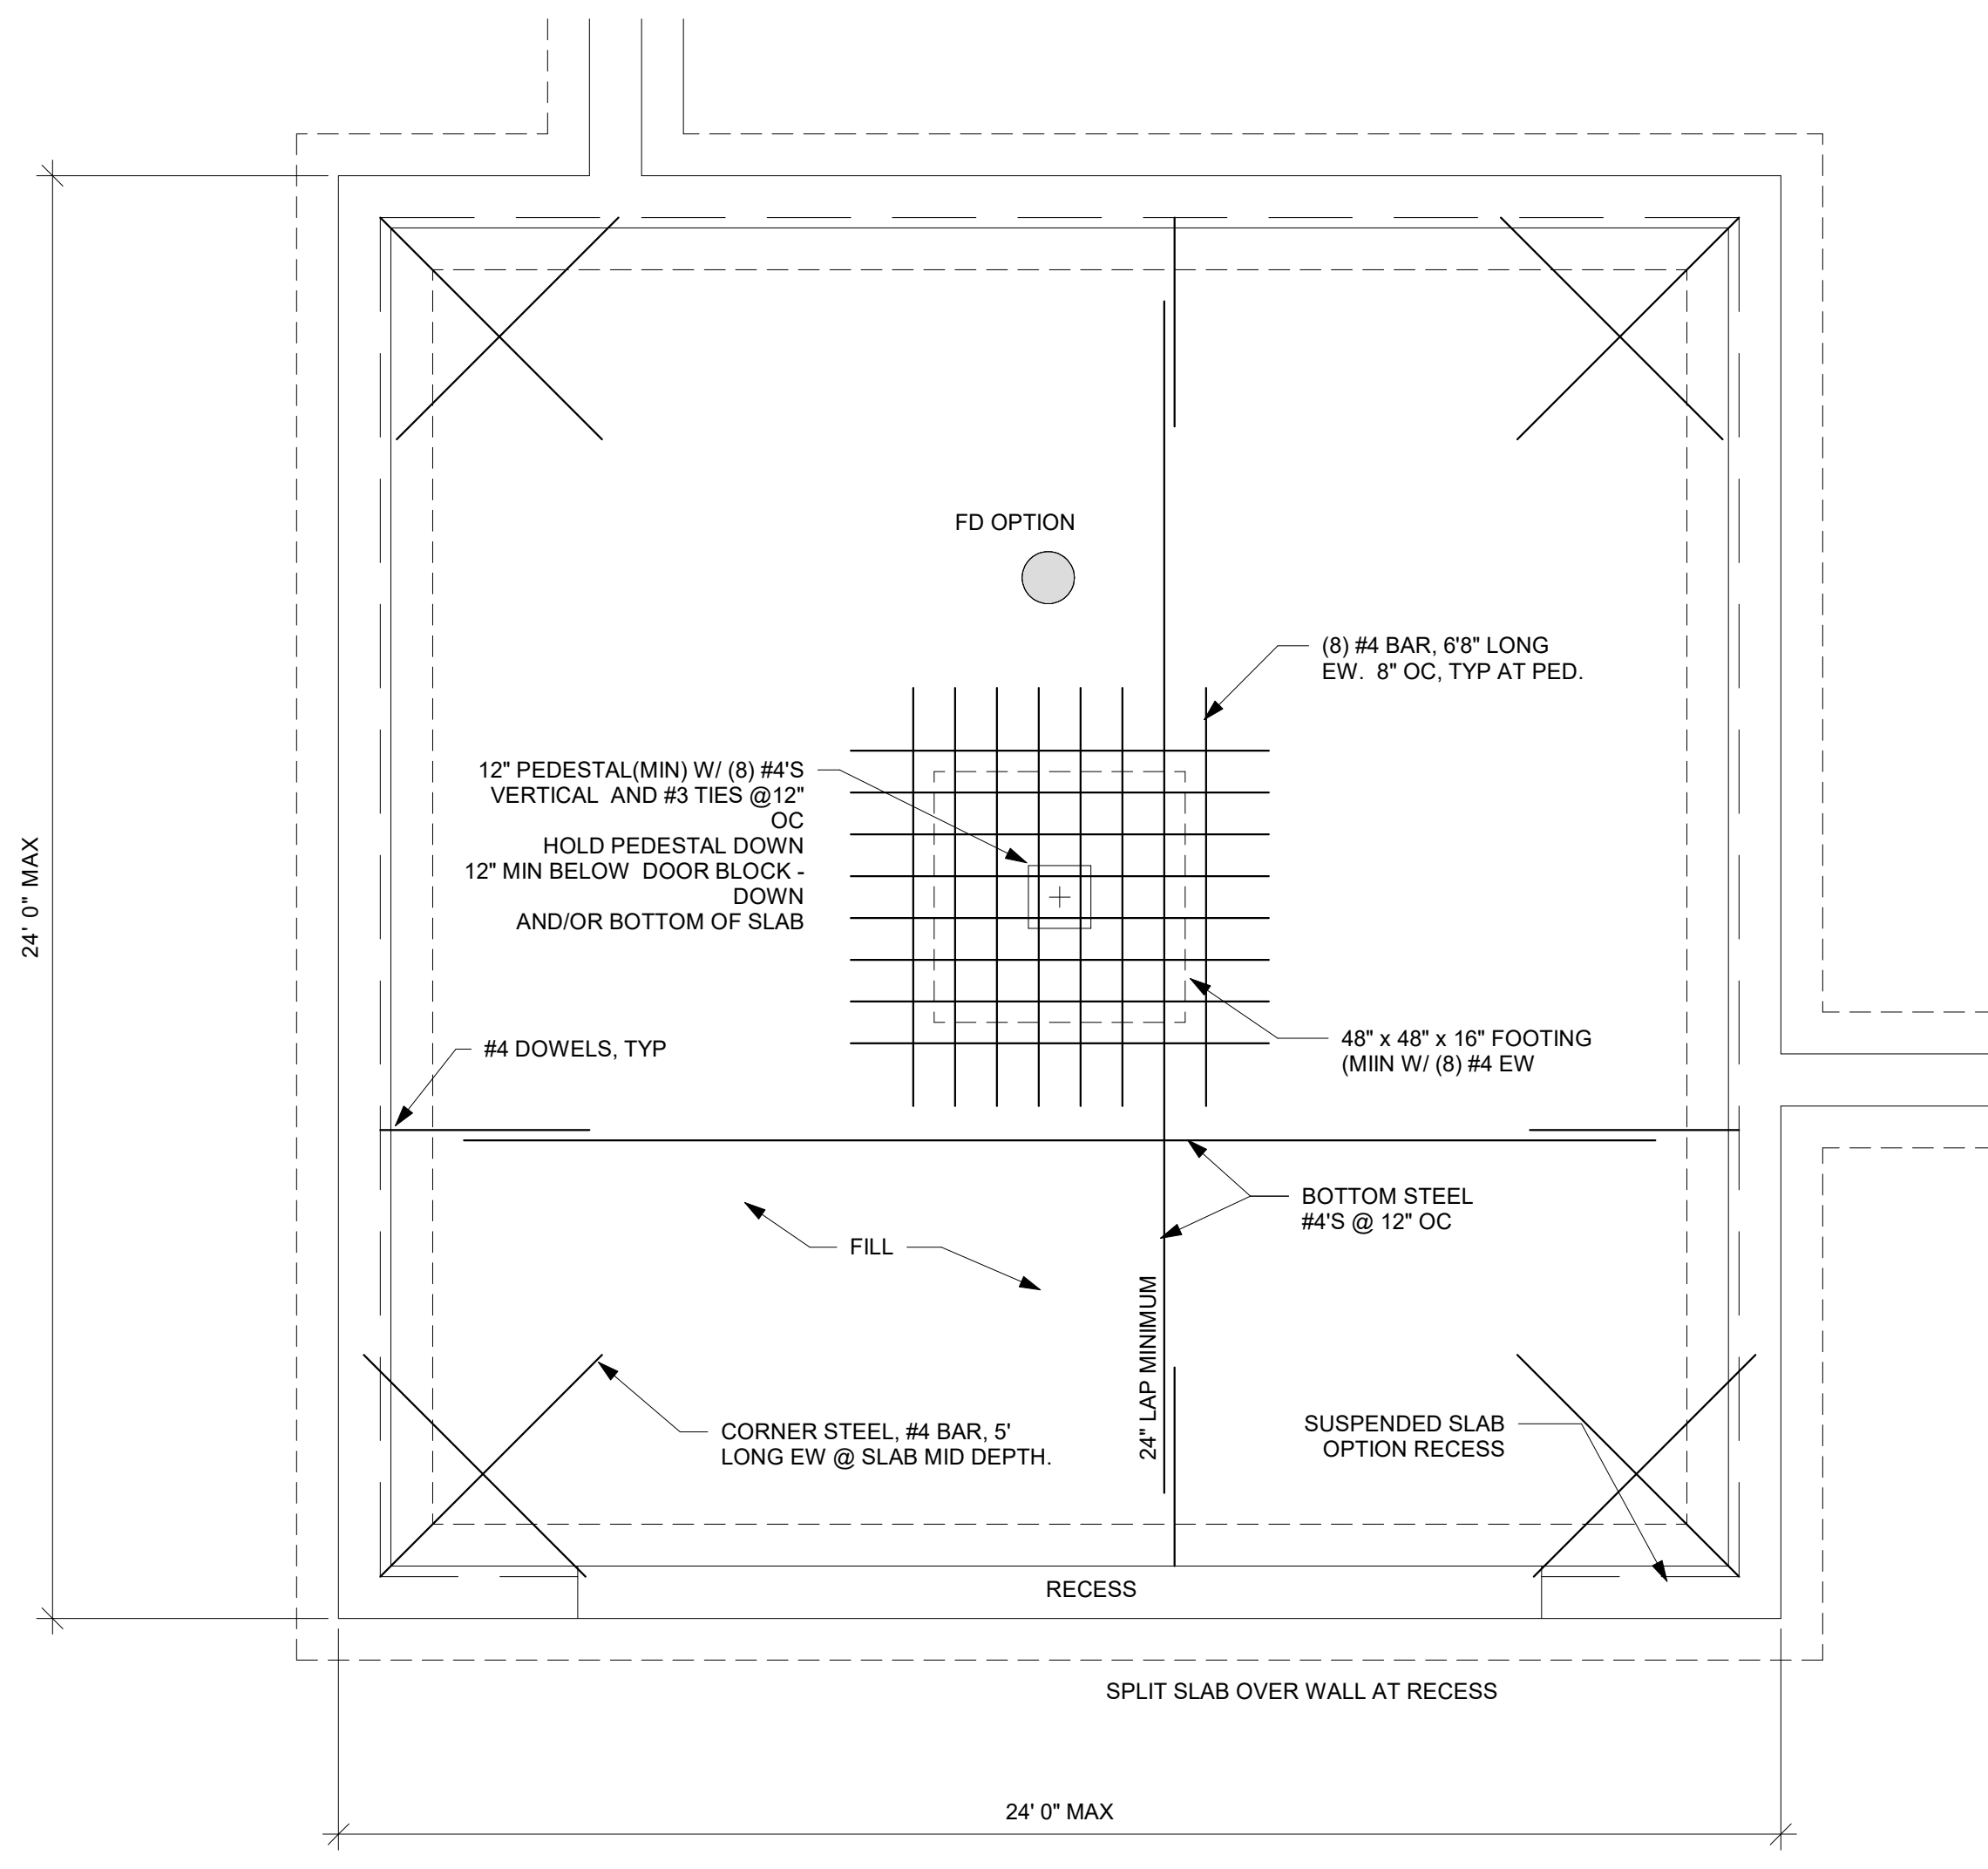 FD OPTION
(8) #4 BAR, 6'8" LONG
EW.  8" OC, TYP AT PED.
12" PEDESTAL(MIN) W/ (8) #4'S
VERTICAL  AND #3 TIES @12"
OC
HOLD PEDESTAL DOWN
12" MIN BELOW  DOOR BLOCK -
DOWN
AND/OR BOTTOM OF SLAB
24' 0" MAX
#4 DOWELS, TYP
48" x 48" x 16" FOOTING
(MIIN W/ (8) #4 EW
BOTTOM STEEL
#4'S @ 12" OC
FILL
24" LAP MINIMUM
CORNER STEEL, #4 BAR, 5'
LONG EW @ SLAB MID DEPTH.
SUSPENDED SLAB
OPTION RECESS
RECESS
SPLIT SLAB OVER WALL AT RECESS
24' 0" MAX